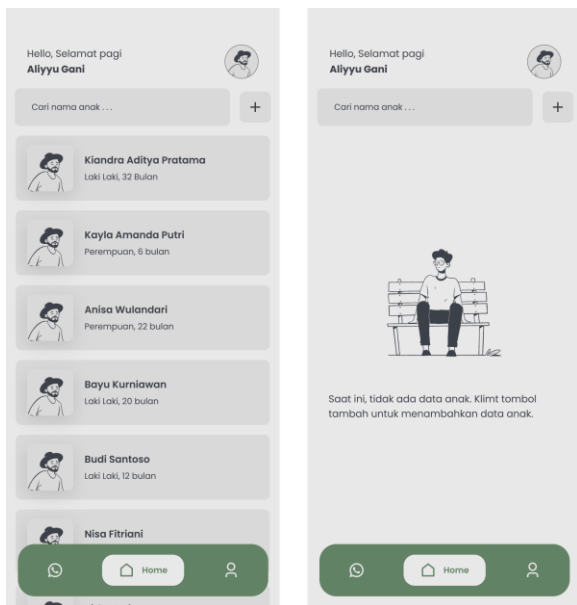 Hello, Selamat pagi
Aliyyu Gani
Cari nama anak . . .
+
Kiandra Aditya Pratama
Laki Laki, 32 Bulan
Kayla Amanda Putri
Perempuan, 6 bulan
Anisa Wulandari
Perempuan, 22 bulan
Bayu Kurniawan
Laki Laki, 20 bulan
Budi Santoso
Laki Laki, 12 bulan
Nisa Fitriani
Home
Hello, Selamat pagi
Aliyyu Gani
Cari nama anak . . .
+
Saat ini, tidak ada data anak. Klimt tombol
tambah untuk menambahkan data anak.
Home